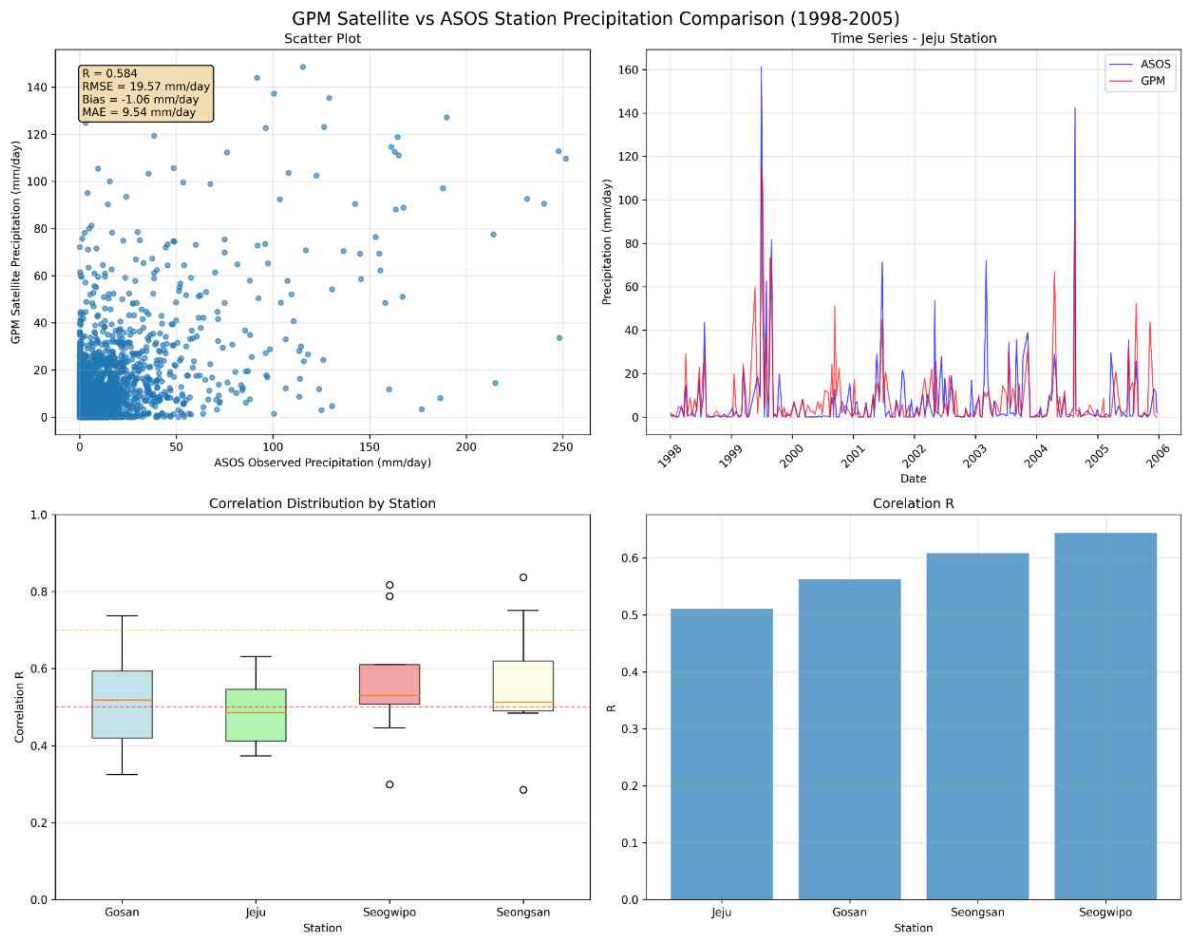 GPM Satellite vs ASOS Station Precipitation Comparison (1998-2005)
Scatter Plot
R = 0.584
RMSE = 19.57 mm/day
Bias = -1.06 mm/day
MAE = 9.54 mm/day
GPM Satellite Precipitation (mm/day)
140
120
100
80
60
40
20
0
0 50 100 150 200 250
ASOS Observed Precipitation (mm/day)
Time Series - Jeju Station
ASOS
GPM
Precipitation (mm/day)
160
140
120
100
80
60
40
20
0
1998 1999 2000 2001 2002 2003 2004 2005 2006
Date
Correlation Distribution by Station
Correlation R
1.0
0.8
0.6
0.4
0.2
0.0
Gosan Jeju Seogwipo Seongsan
Station
Corelation R
R
0.6
0.5
0.4
0.3
0.2
0.1
0.0
Jeju Gosan Seongsan Seogwipo
Station